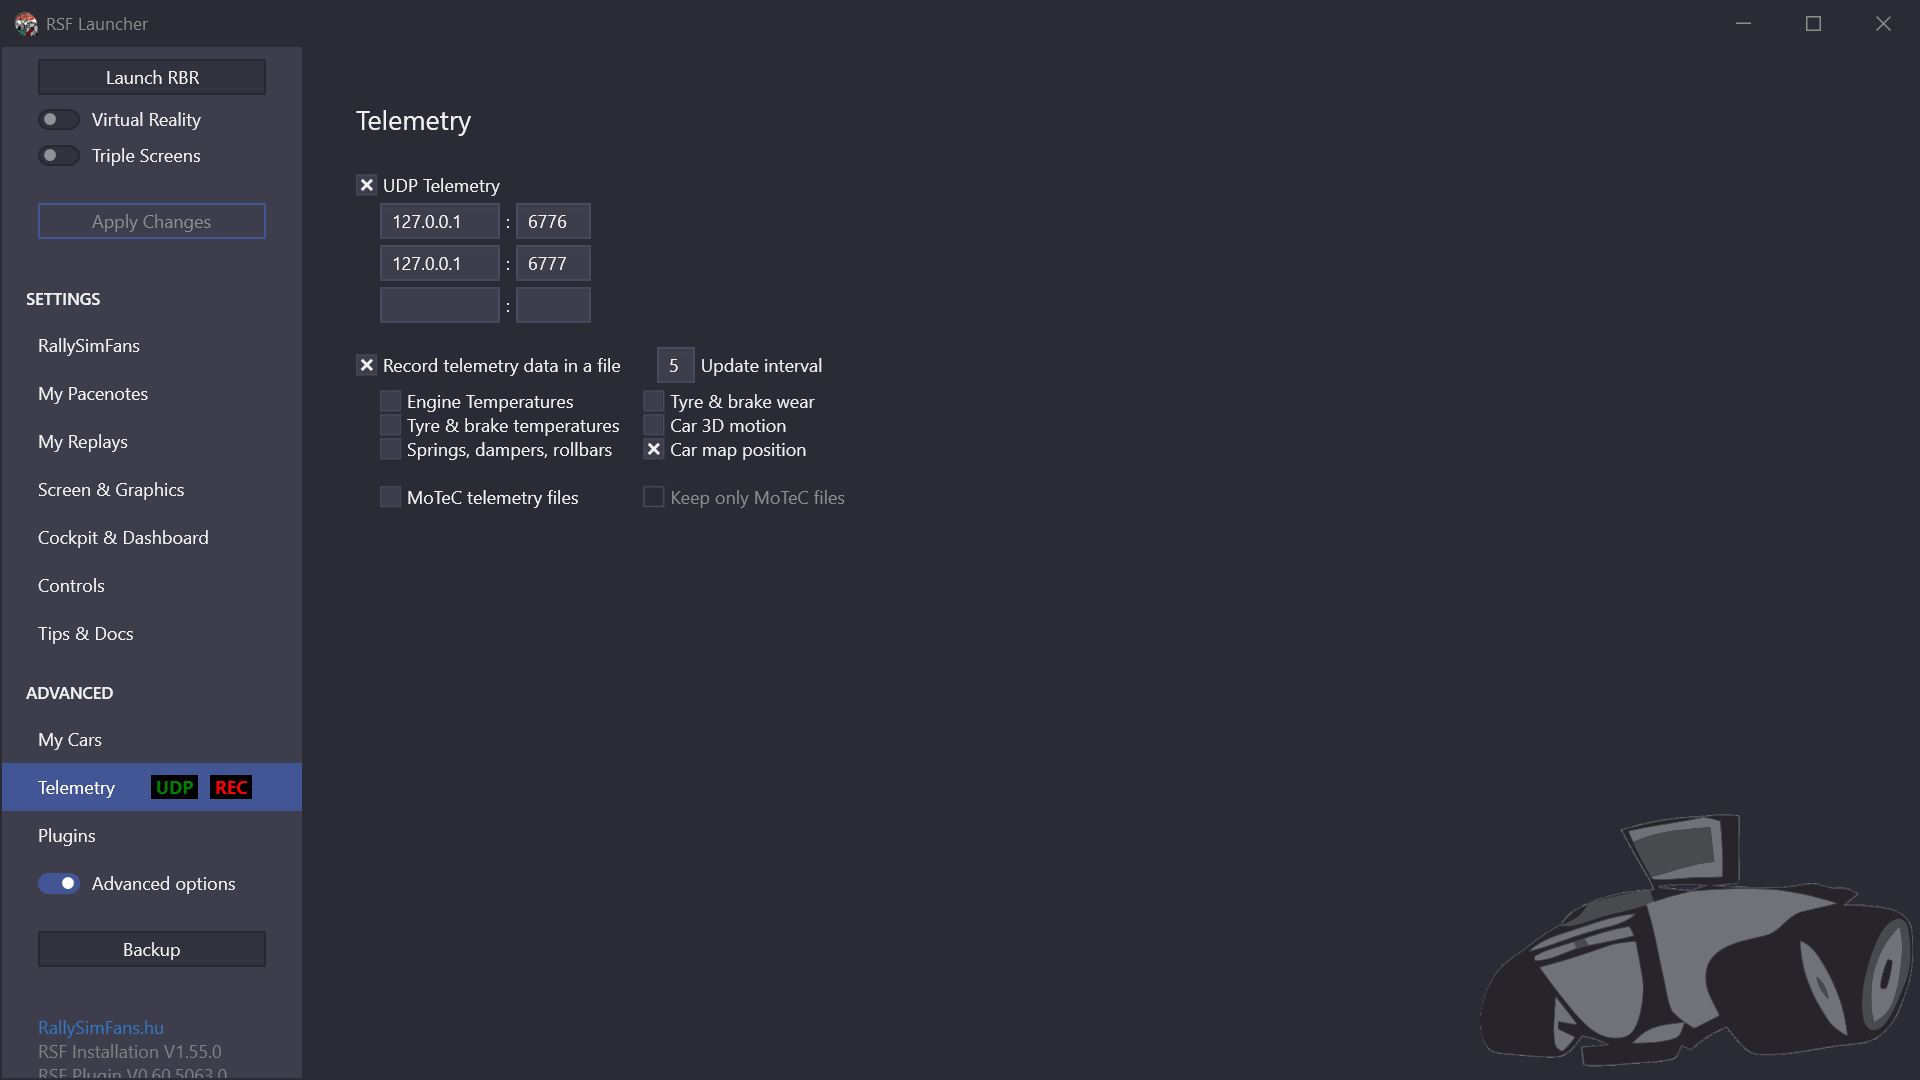 RSF Launcher
Launch RBR
Virtual Reality
Triple Screens
Apply Changes
SETTINGS
RallySimFans
My Pacenotes
My Replays
Screen & Graphics
Cockpit & Dashboard
Controls
Tips & Docs
ADVANCED
My Cars
Telemetry UDP REC
Plugins
Advanced options
Backup
RallySimFans.hu
RSF Installation V1.55.0
RSF Plugin V0.60.5063.0
Telemetry
UDP Telemetry
127.0.0.1 : 6776
127.0.0.1 : 6777
:
Record telemetry data in a file 5 Update interval
Engine Temperatures Tyre & brake wear
Tyre & brake temperatures Car 3D motion
Springs, dampers, rollbars Car map position
MoTeC telemetry files Keep only MoTeC files